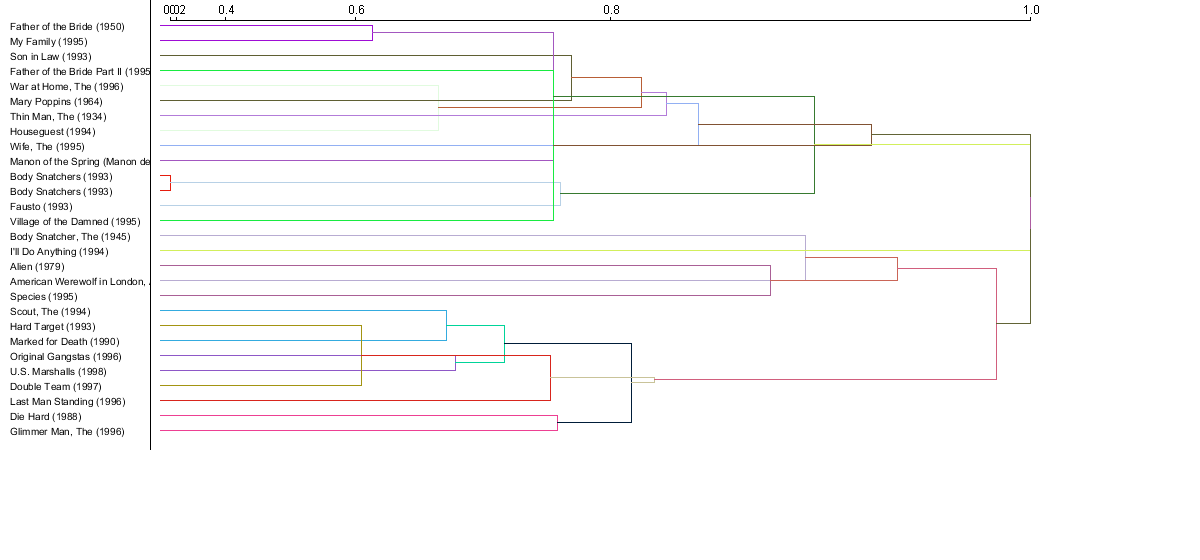 0 0.2 0.4 0.6 0.8 1.0
Father of the Bride (1950)
My Family (1995)
Son in Law (1993)
Father of the Bride Part II (1995
War at Home, The (1996)
Mary Poppins (1964)
Thin Man, The (1934)
Houseguest (1994)
Wife, The (1995)
Manon of the Spring (Manon de
Body Snatchers (1993)
Body Snatchers (1993)
Fausto (1993)
Village of the Damned (1995)
Body Snatcher, The (1945)
I'll Do Anything (1994)
Alien (1979)
American Werewolf in London,
Species (1995)
Scout, The (1994)
Hard Target (1993)
Marked for Death (1990)
Original Gangstas (1996)
U.S. Marshalls (1998)
Double Team (1997)
Last Man Standing (1996)
Die Hard (1988)
Glimmer Man, The (1996)